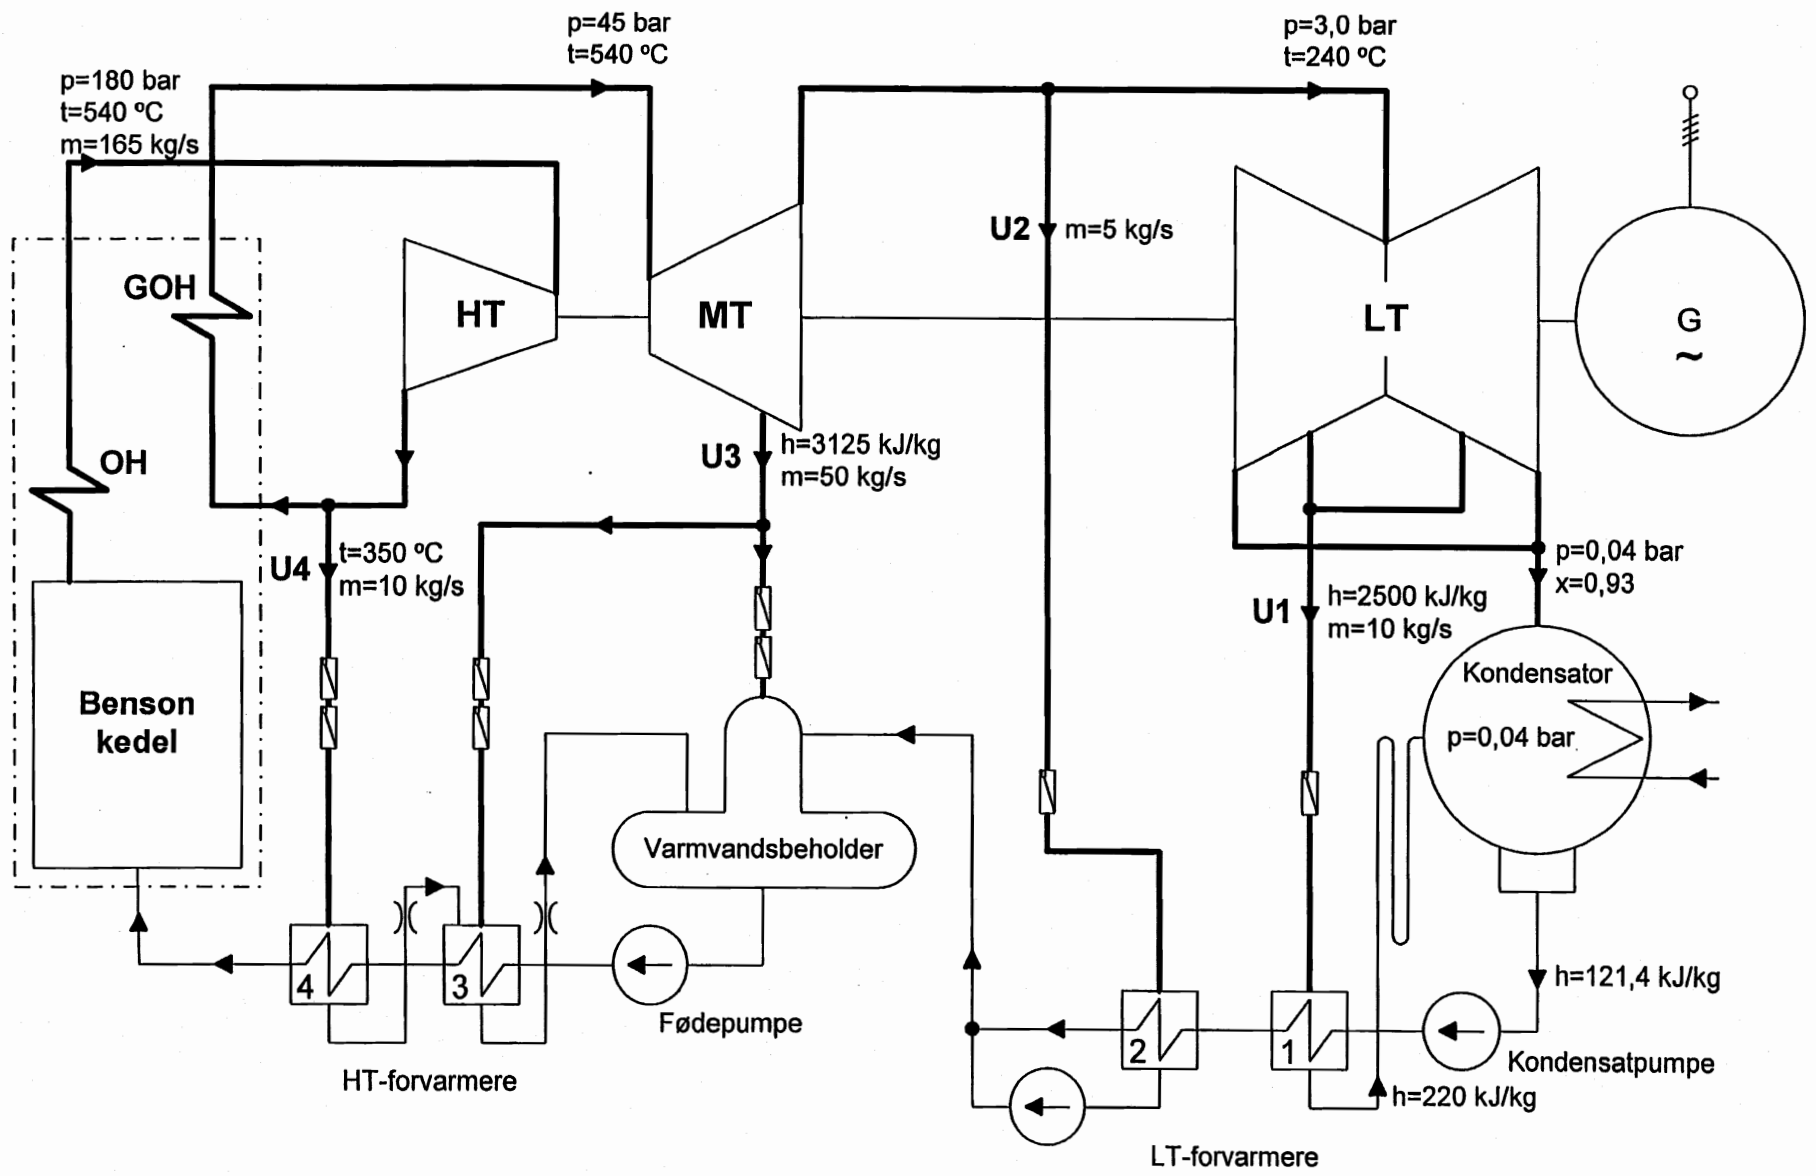 p=45 bar
t=540 ºC
p=3,0 bar
t=240 ºC
p=180 bar
t=540 ºC
m=165 kg/s
U2
m=5 kg/s
GOH
HT
MT
LT
G
~
OH
U3
h=3125 kJ/kg
m=50 kg/s
U4
t=350 ºC
m=10 kg/s
p=0,04 bar
x=0,93
U1
h=2500 kJ/kg
m=10 kg/s
Benson
kedel
Kondensator
p=0,04 bar
Varmvandsbeholder
4
3
Fødepumpe
h=121,4 kJ/kg
2
1
Kondensatpumpe
HT-forvarmere
h=220 kJ/kg
LT-forvarmere